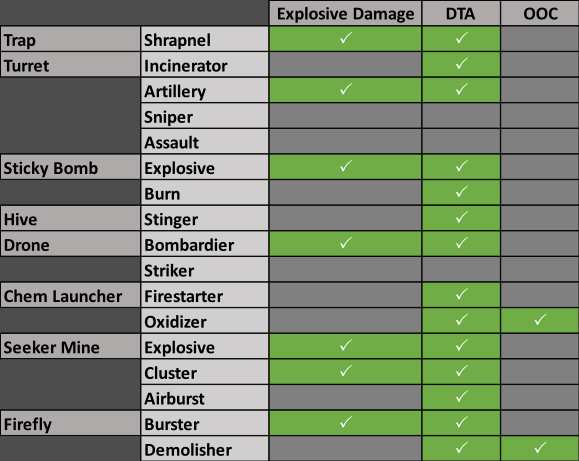 Explosive Damage DTA OOC
Trap Shrapnel ✓ ✓
Turret Incinerator ✓
Artillery ✓ ✓
Sniper
Assault
Sticky Bomb Explosive ✓ ✓
Burn ✓
Hive Stinger ✓
Drone Bombardier ✓ ✓
Striker
Chem Launcher Firestarter ✓
Oxidizer ✓ ✓
Seeker Mine Explosive ✓ ✓
Cluster ✓ ✓
Airburst ✓
Firefly Burster ✓ ✓
Demolisher ✓ ✓